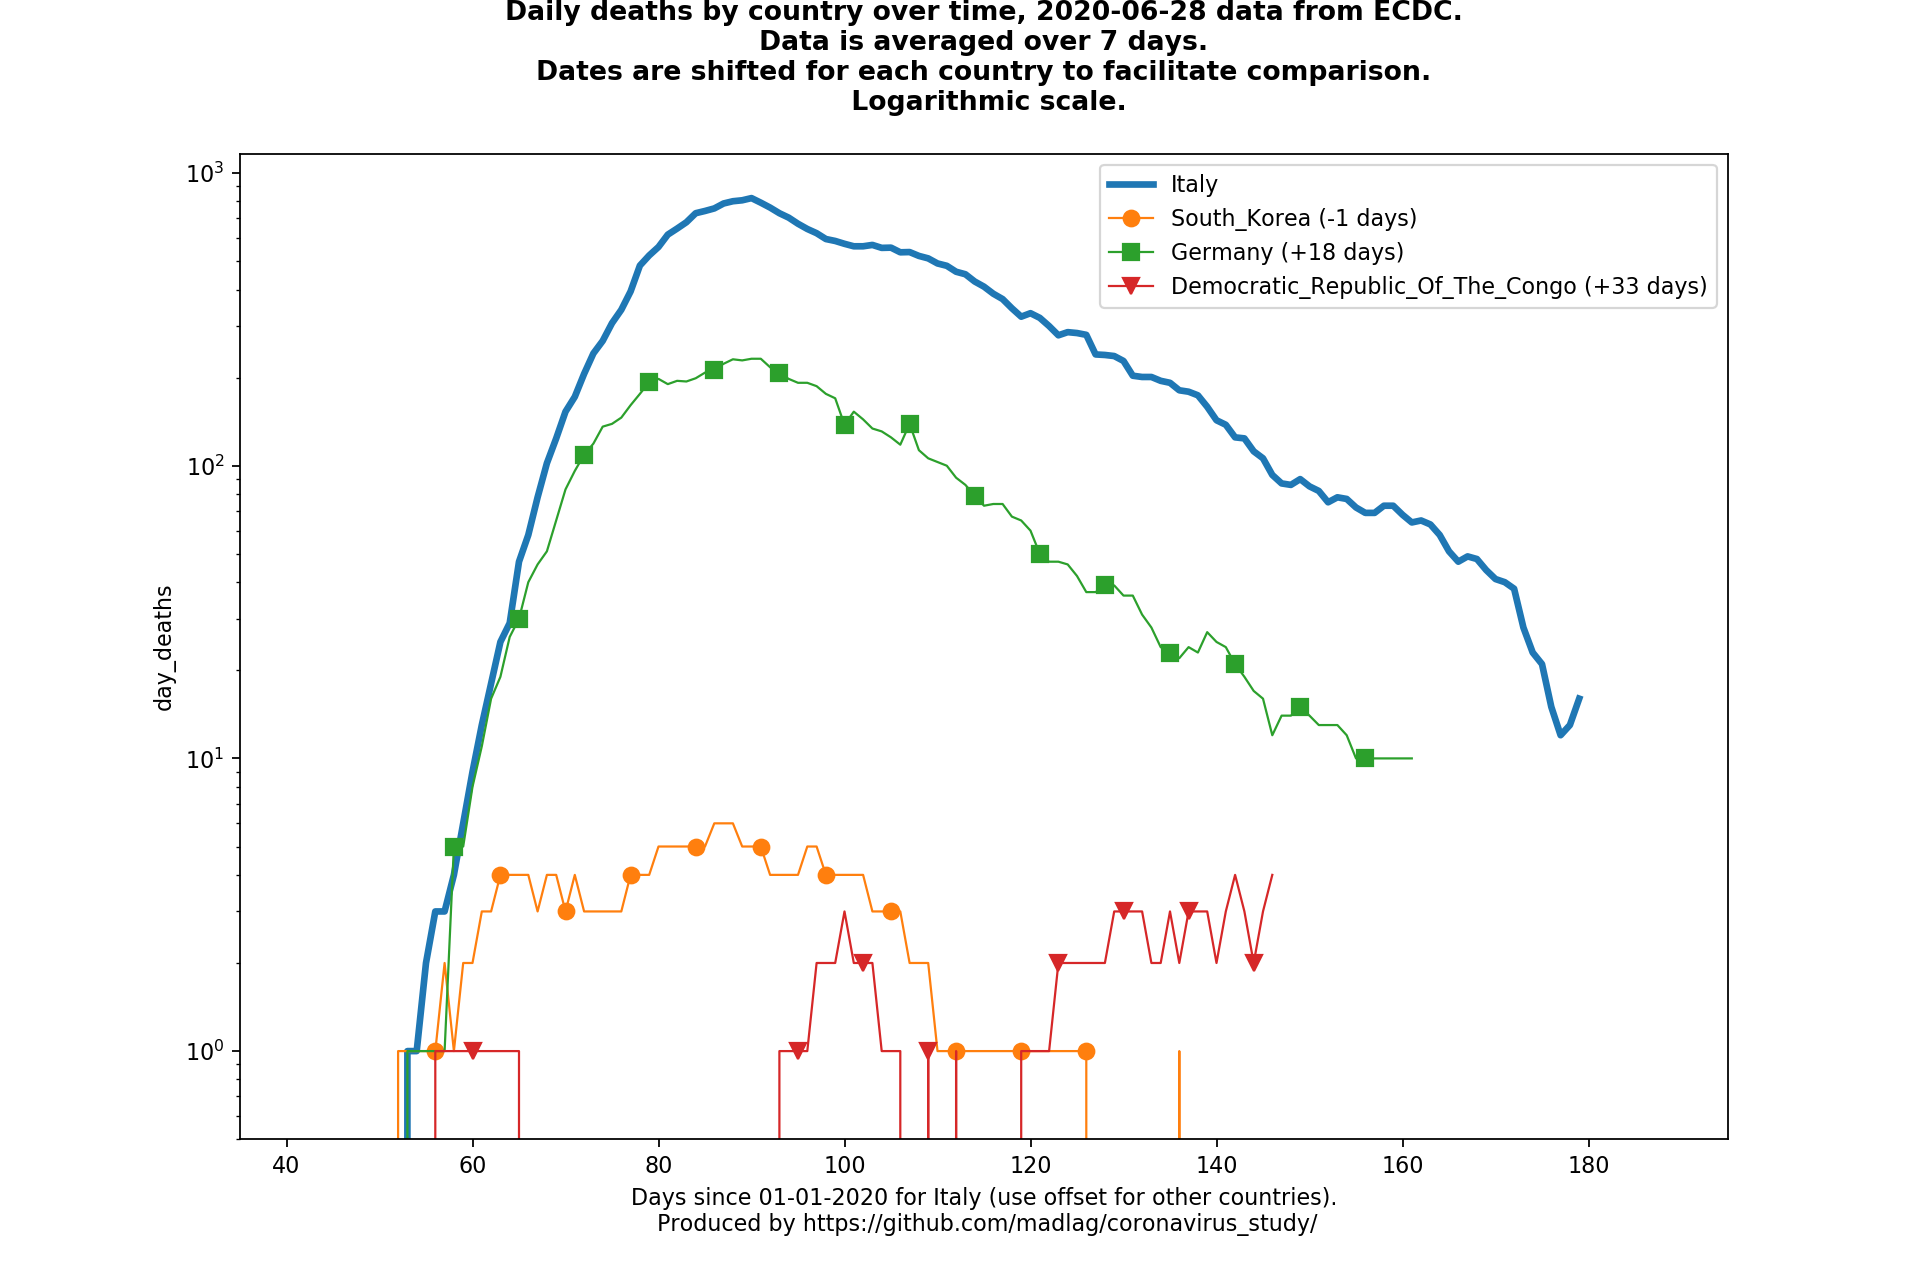 Daily deaths by country over time, 2020-06-28 data from ECDC.
Data is averaged over 7 days.
Dates are shifted for each country to facilitate comparison.
Logarithmic scale.
10³
10²
10¹
10⁰
day_deaths
Italy
South_Korea (-1 days)
Germany (+18 days)
Democratic_Republic_Of_The_Congo (+33 days)
40 60 80 100 120 140 160 180
Days since 01-01-2020 for Italy (use offset for other countries).
Produced by https://github.com/madlag/coronavirus_study/